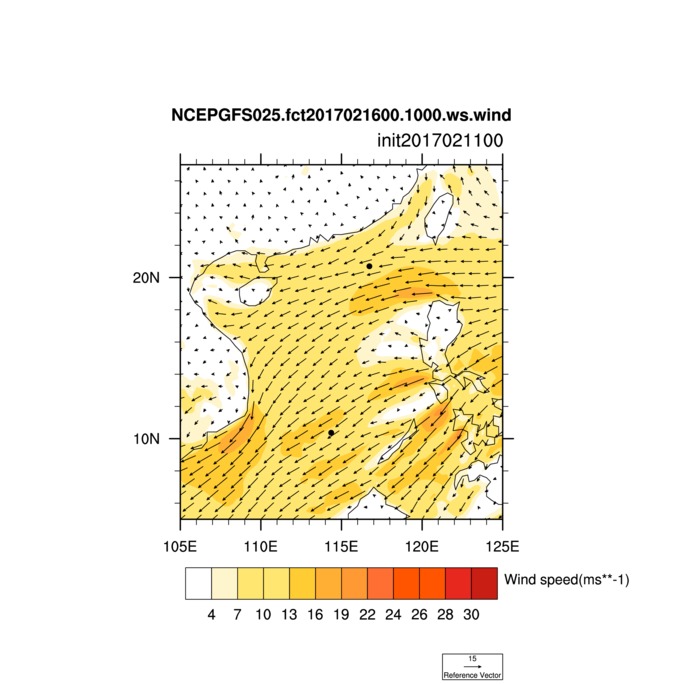 NCEPGFS025.fct2017021600.1000.ws.wind
init2017021100
20N
10N
105E 110E 115E 120E 125E
Wind speed(ms**-1)
4 7 10 13 16 19 22 24 26 28 30
15
Reference Vector